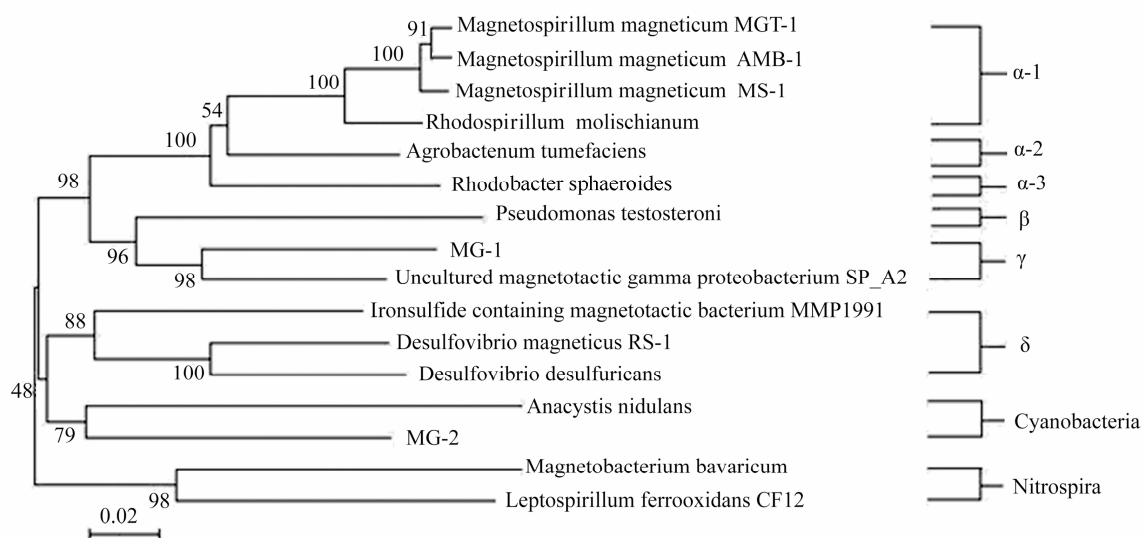 Magnetospirillum magneticum MGT-1
91
Magnetospirillum magneticum AMB-1
100
Magnetospirillum magneticum MS-1
α-1
100
Rhodospirillum molischianum
54
Agrobactenum tumefaciens
α-2
100
Rhodobacter sphaeroides
α-3
98
Pseudomonas testosteroni
β
MG-1
96
γ
98
Uncultured magnetotactic gamma proteobacterium SP_A2
Ironsulfide containing magnetotactic bacterium MMP1991
88
Desulfovibrio magneticus RS-1
δ
100
Desulfovibrio desulfuricans
48
Anacystis nidulans
Cyanobacteria
79
MG-2
Magnetobacterium bavaricum
Nitrospira
98
Leptospirillum ferrooxidans CF12
0.02